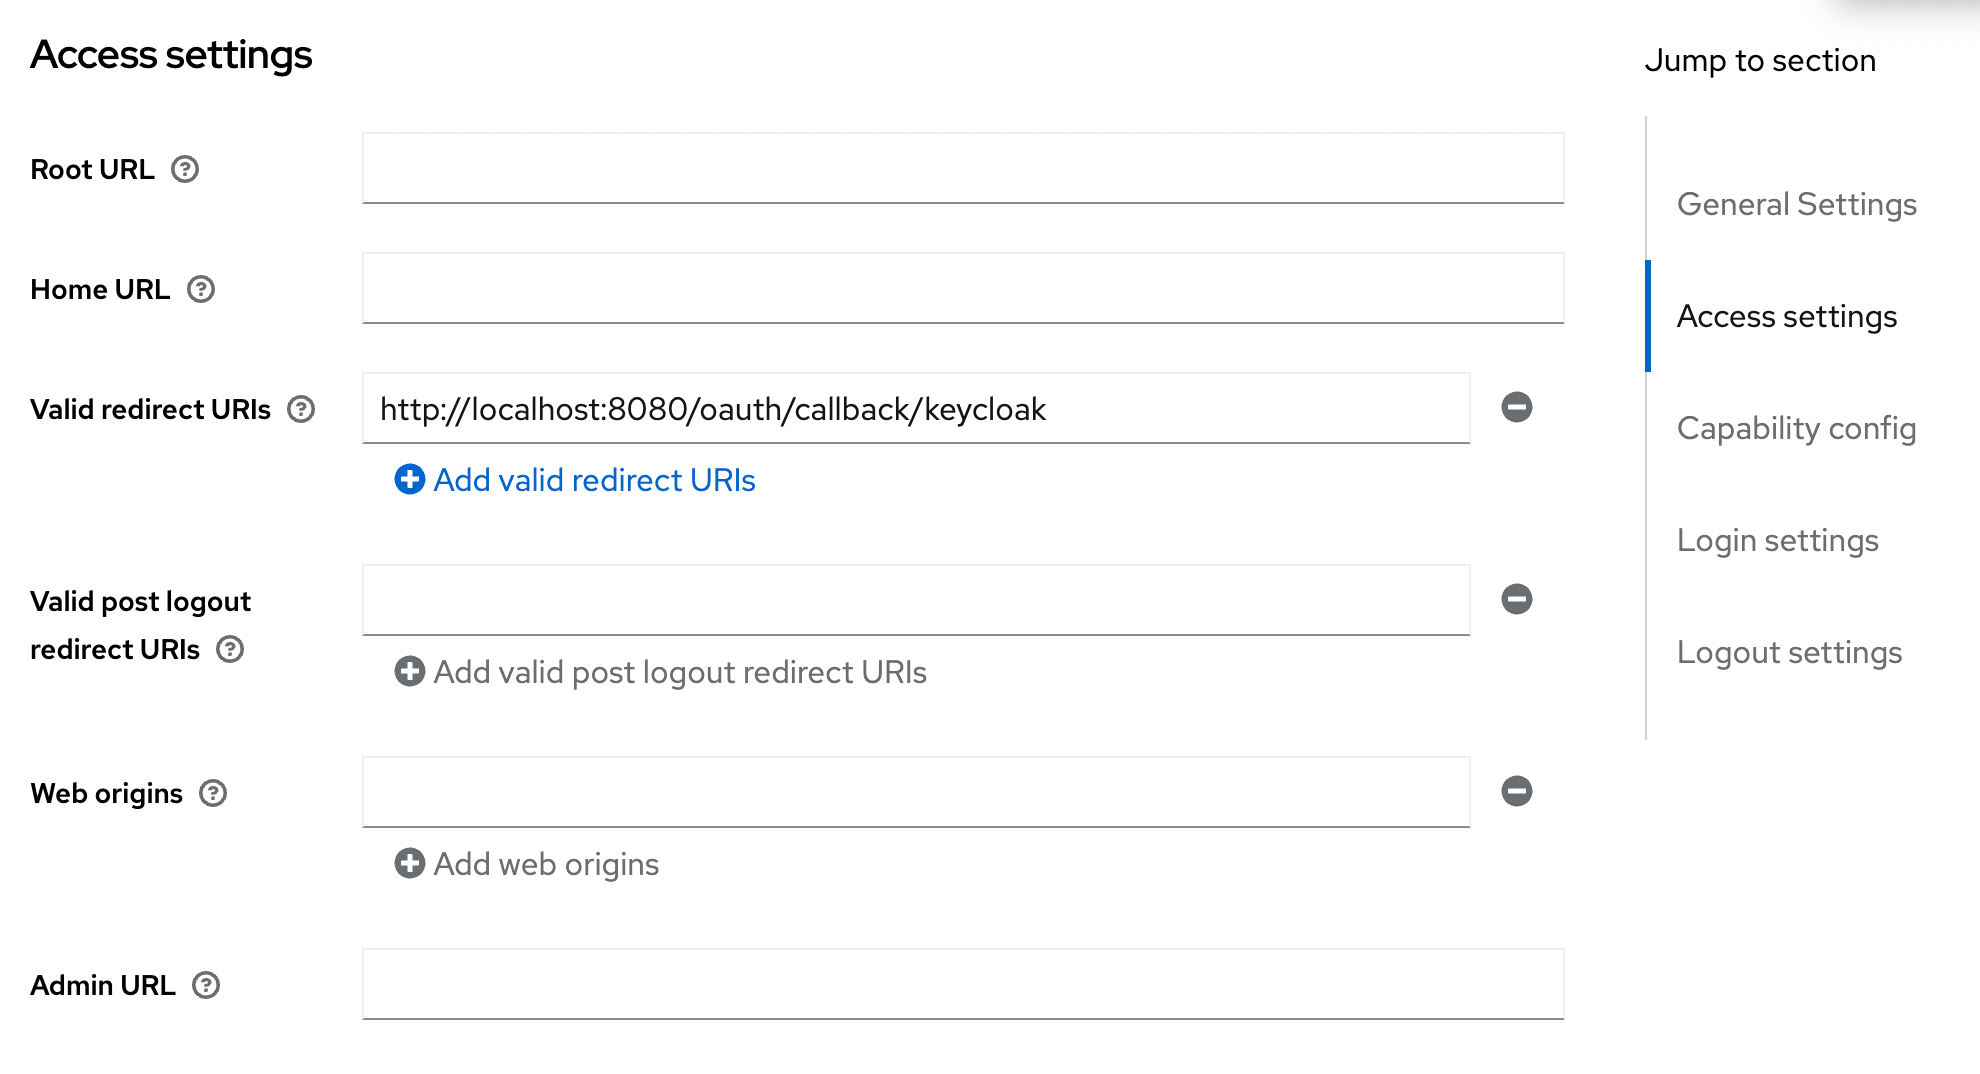 Access settings
Jump to section
Root URL
Home URL
Valid redirect URIs
http://localhost:8080/oauth/callback/keycloak
Add valid redirect URIs
Valid post logout
redirect URIs
Add valid post logout redirect URIs
Web origins
Add web origins
Admin URL
General Settings
Access settings
Capability config
Login settings
Logout settings